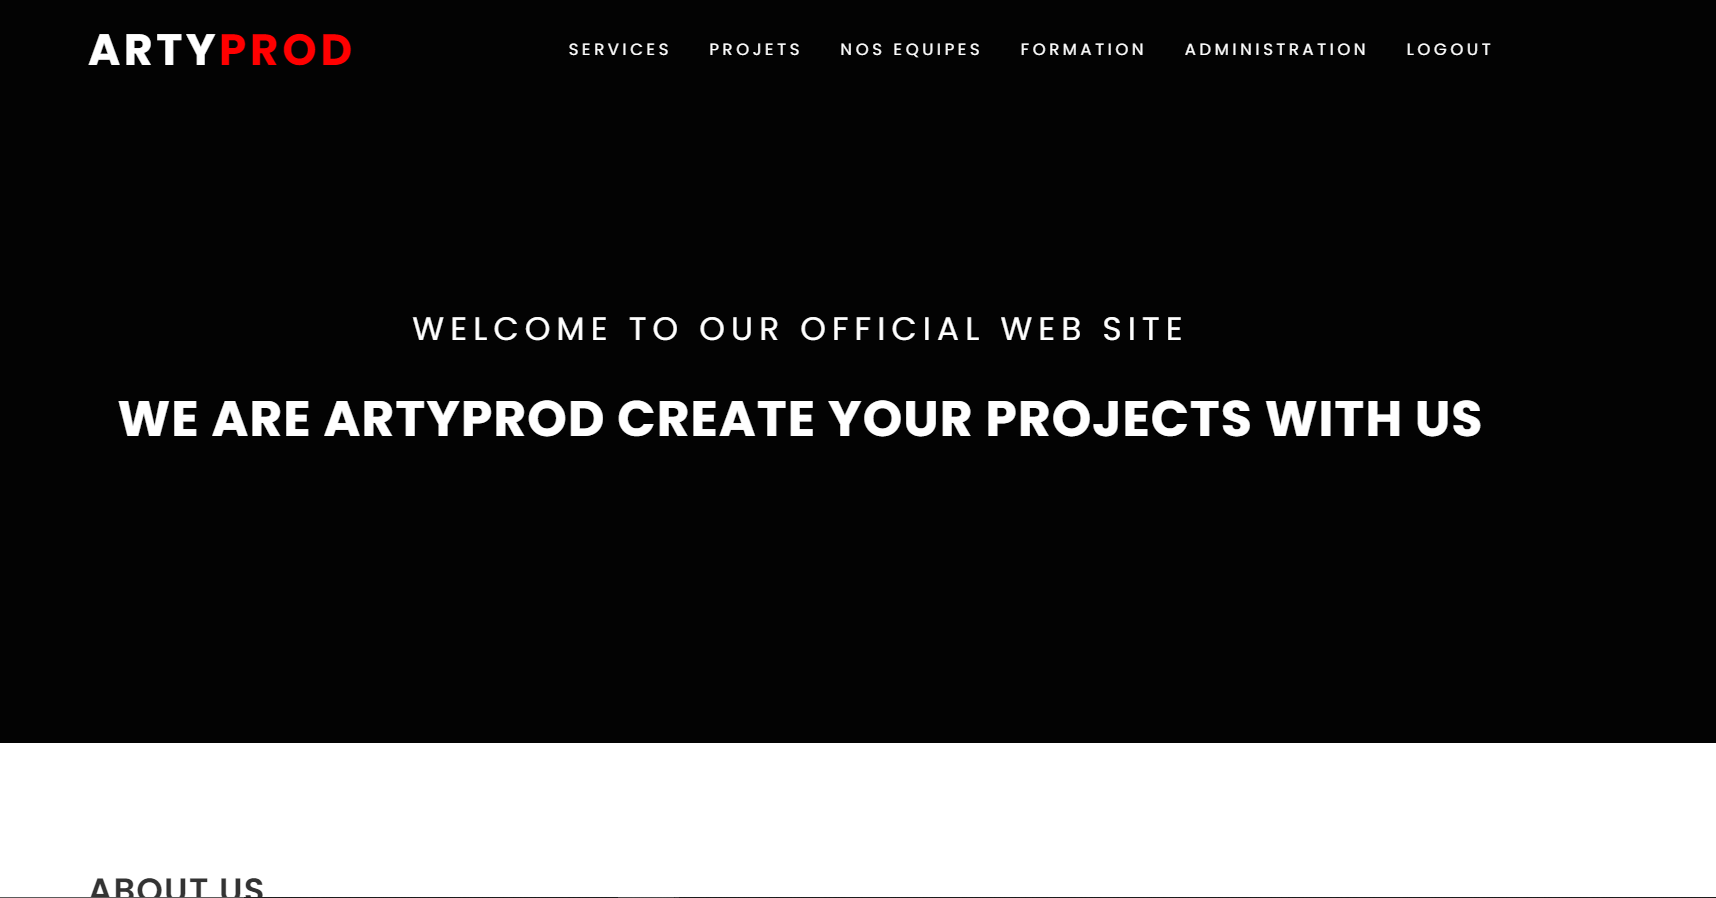 ARTYPROD
SERVICES PROJETS NOS EQUIPES FORMATION ADMINISTRATION LOGOUT
WELCOME TO OUR OFFICIAL WEB SITE
WE ARE ARTYPROD CREATE YOUR PROJECTS WITH US
ABOUT US